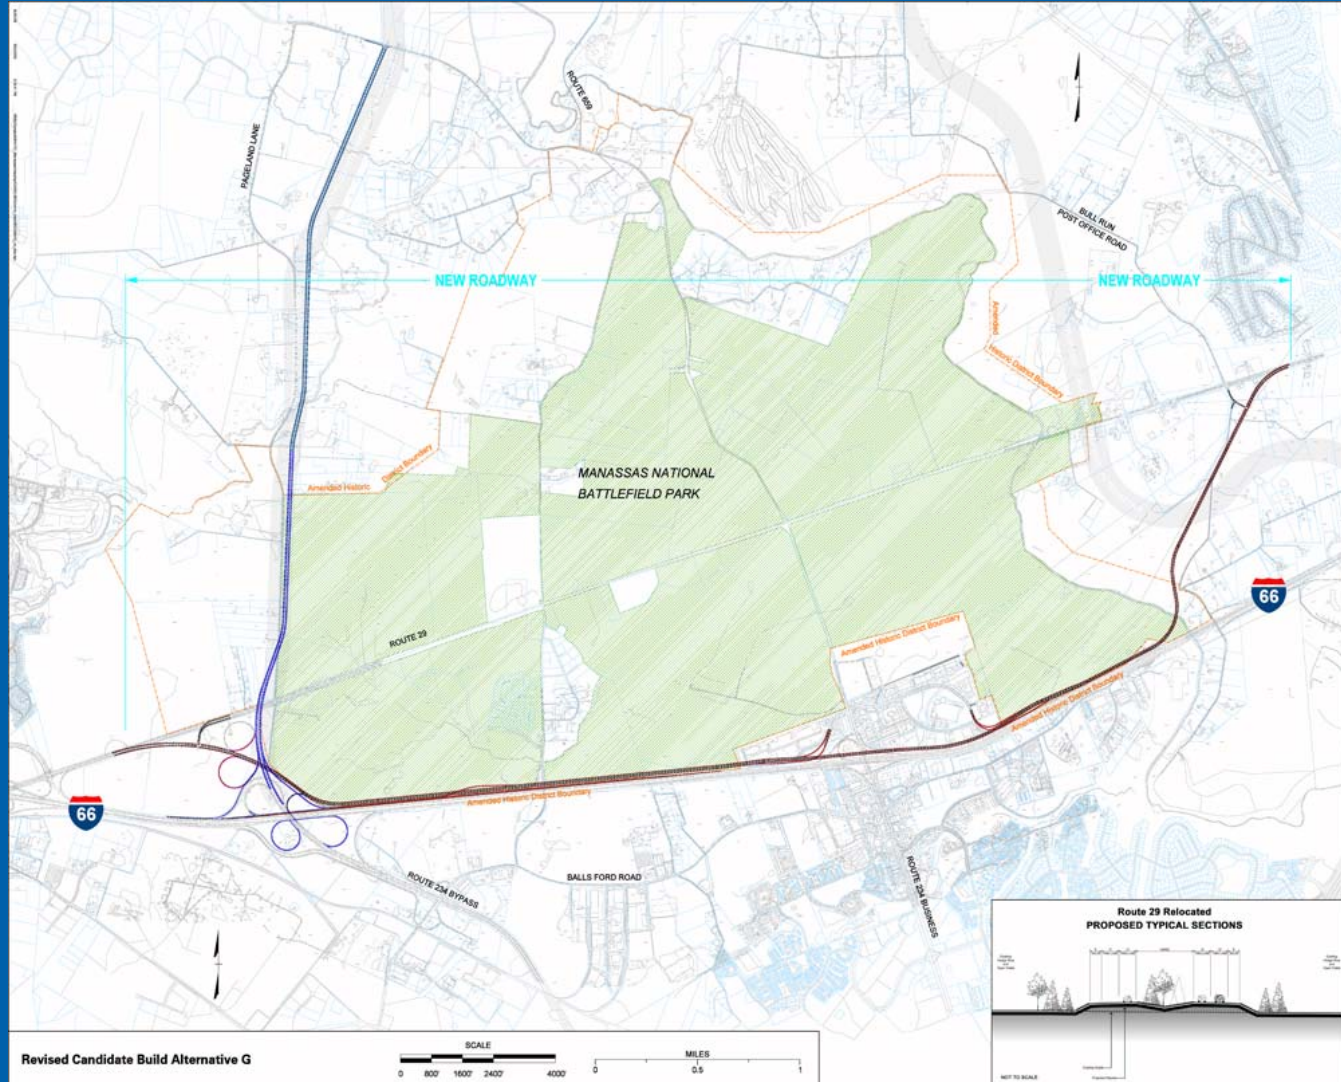 ROUTE 659
PAGELAND LANE
BULL RUN
POST OFFICE ROAD
NEW ROADWAY
NEW ROADWAY
Amended
Historic District Boundary
MANASSAS NATIONAL
BATTLEFIELD PARK
Amended Historic
District Boundary
66
ROUTE 29
Amended Historic District Boundary
Amended Historic District Boundary
Amended Historic District Boundary
66
BALLS FORD ROAD
ROUTE 234 BYPASS
ROUTE 234 BUSINESS
Route 29 Relocated
PROPOSED TYPICAL SECTIONS
NOT TO SCALE
Revised Candidate Build Alternative G
SCALE
0 800' 1600' 2400' 4000'
MILES
0 0.5 1